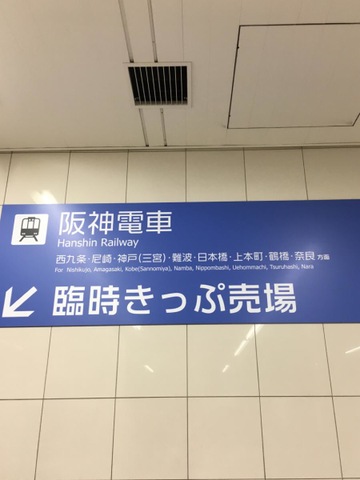 阪神電車
Hanshin Railway
西九条・尼崎・神戸(三宮)・難波・日本橋・上本町・鶴橋・奈良 方面
For Nishikujo, Amagasaki, Kobe(Sannomiya), Namba, Nippombashi, Uehommachi, Tsuruhashi, Nara
臨時きっぷ売場